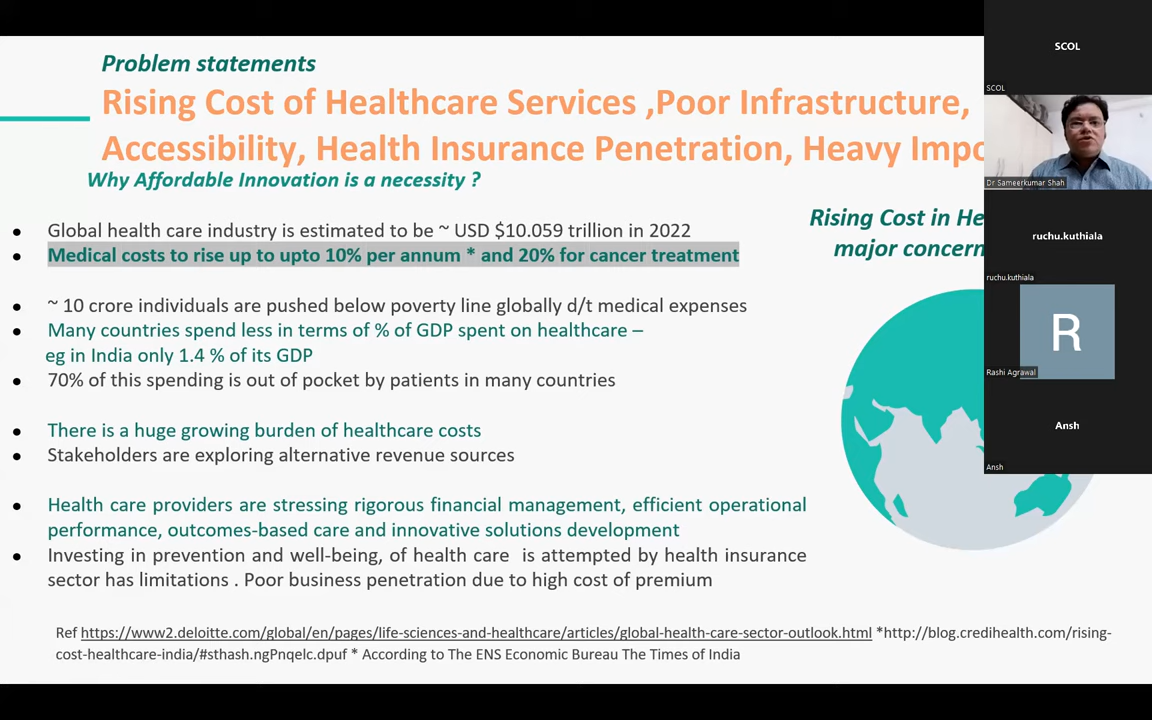 Problem statements
Rising Cost of Healthcare Services ,Poor Infrastructure,
Accessibility, Health Insurance Penetration, Heavy Impo
Why Affordable Innovation is a necessity ?
• Global health care industry is estimated to be ~ USD $10.059 trillion in 2022
• Medical costs to rise up to upto 10% per annum * and 20% for cancer treatment
• ~ 10 crore individuals are pushed below poverty line globally d/t medical expenses
• Many countries spend less in terms of % of GDP spent on healthcare –
eg in India only 1.4 % of its GDP
• 70% of this spending is out of pocket by patients in many countries
• There is a huge growing burden of healthcare costs
• Stakeholders are exploring alternative revenue sources
• Health care providers are stressing rigorous financial management, efficient operational
performance, outcomes-based care and innovative solutions development
• Investing in prevention and well-being, of health care is attempted by health insurance
sector has limitations . Poor business penetration due to high cost of premium
Rising Cost in He
major concern
Ref https://www2.deloitte.com/global/en/pages/life-sciences-and-healthcare/articles/global-health-care-sector-outlook.html *http://blog.credihealth.com/rising-
cost-healthcare-india/#sthash.ngPnqelc.dpuf * According to The ENS Economic Bureau The Times of India
SCOL
SCOL
Dr Sameerkumar Shah
ruchu.kuthiala
ruchu.kuthiala
R
Rashi Agrawal
Ansh
Ansh